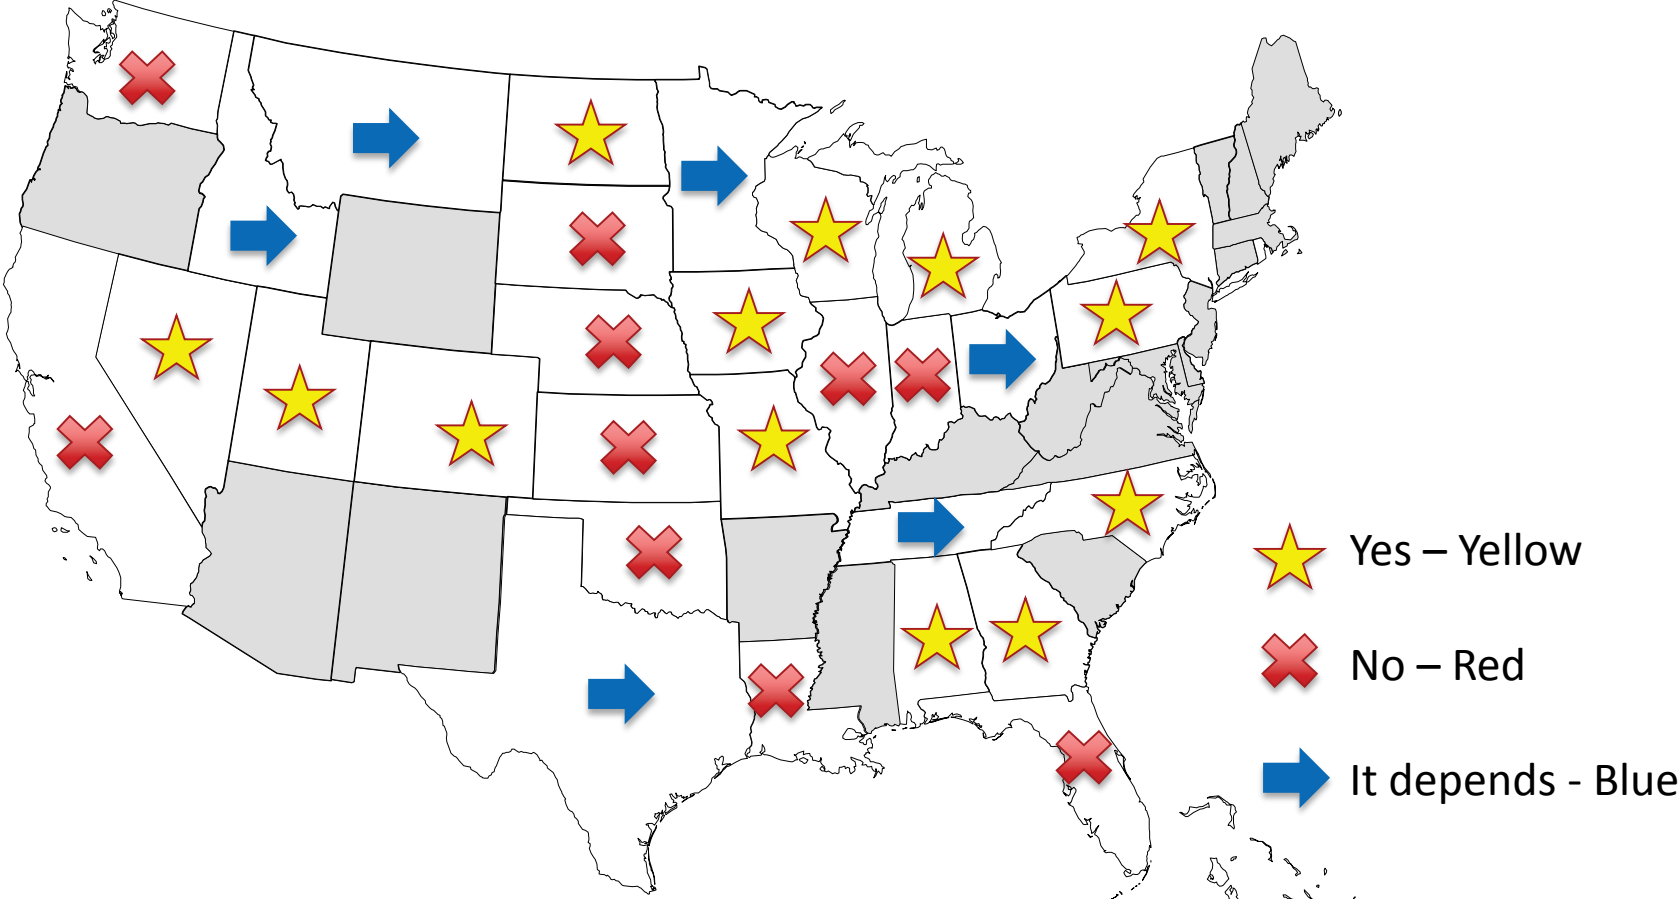 Yes – Yellow
No – Red
It depends - Blue